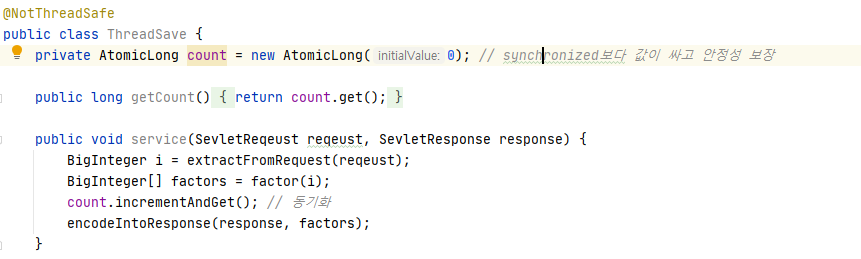 @NotThreadSafe
public class ThreadSave {
    private AtomicLong count = new AtomicLong( initialValue: 0); // synchronized보다 값이 싸고 안정성 보장
    public long getCount() { return count.get(); }
    public void service(SevletReqeust reqeust, SevletResponse response) {
        BigInteger i = extractFromRequest(reqeust);
        BigInteger[] factors = factor(i);
        count.incrementAndGet(); // 동기화
        encodeIntoResponse(response, factors);
    }